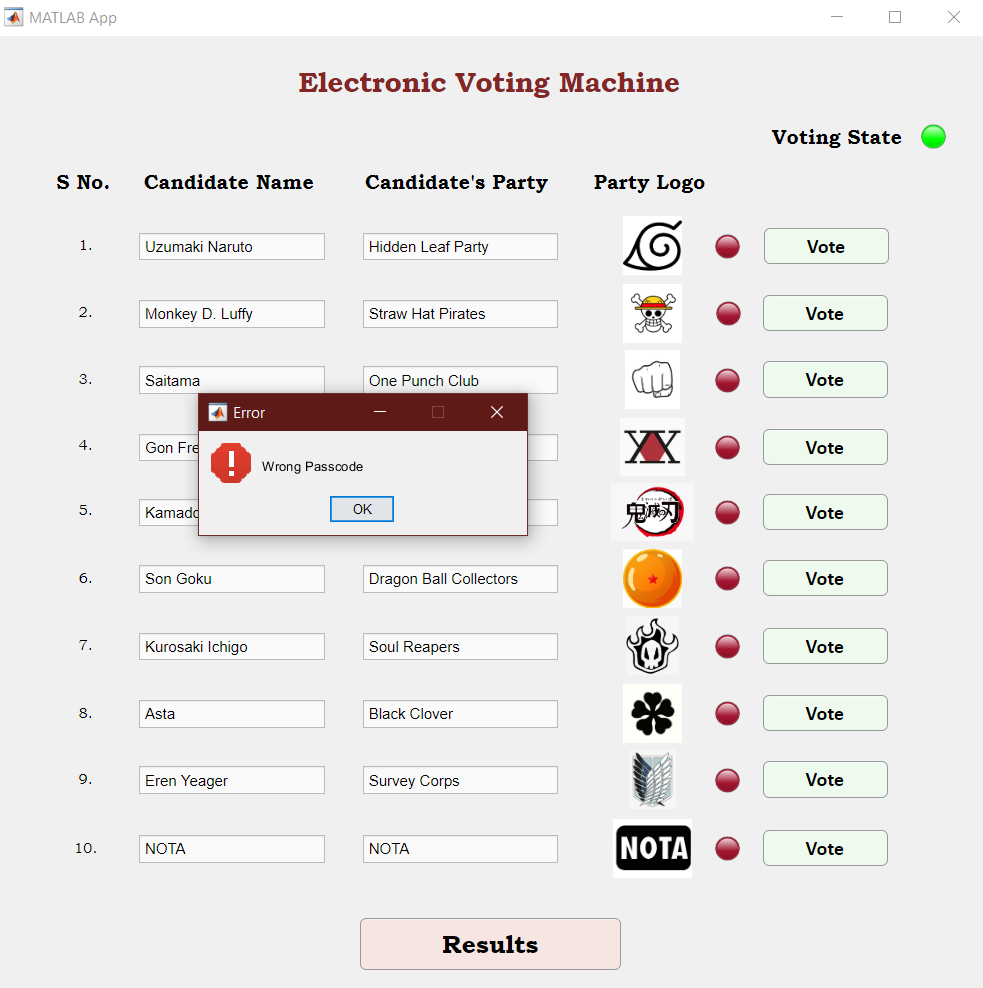 MATLAB App
Electronic Voting Machine
Voting State
S No. Candidate Name Candidate's Party Party Logo
1. Uzumaki Naruto Hidden Leaf Party Vote
2. Monkey D. Luffy Straw Hat Pirates Vote
3. Saitama One Punch Club Vote
Error
4. Gon Fre Vote
Wrong Passcode
OK
5. Kamado 鬼滅の刃 Vote
6. Son Goku Dragon Ball Collectors Vote
7. Kurosaki Ichigo Soul Reapers Vote
8. Asta Black Clover Vote
9. Eren Yeager Survey Corps Vote
10. NOTA NOTA NOTA Vote
Results